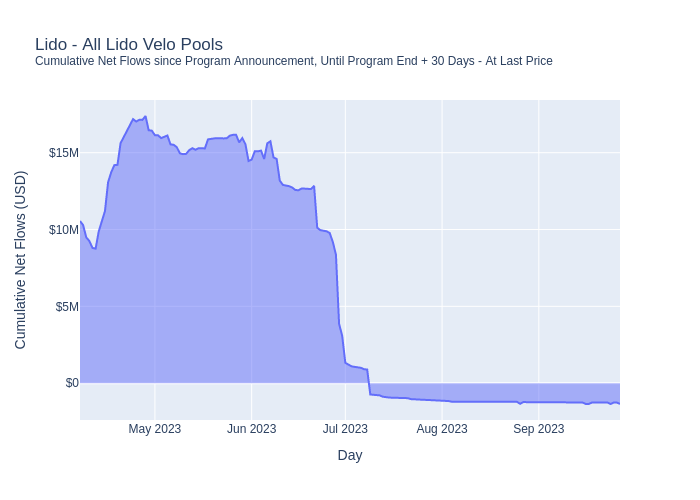 Lido - All Lido Velo Pools
Cumulative Net Flows since Program Announcement, Until Program End + 30 Days - At Last Price
Cumulative Net Flows (USD)
$15M
$10M
$5M
$0
May 2023
Jun 2023
Jul 2023
Aug 2023
Sep 2023
Day